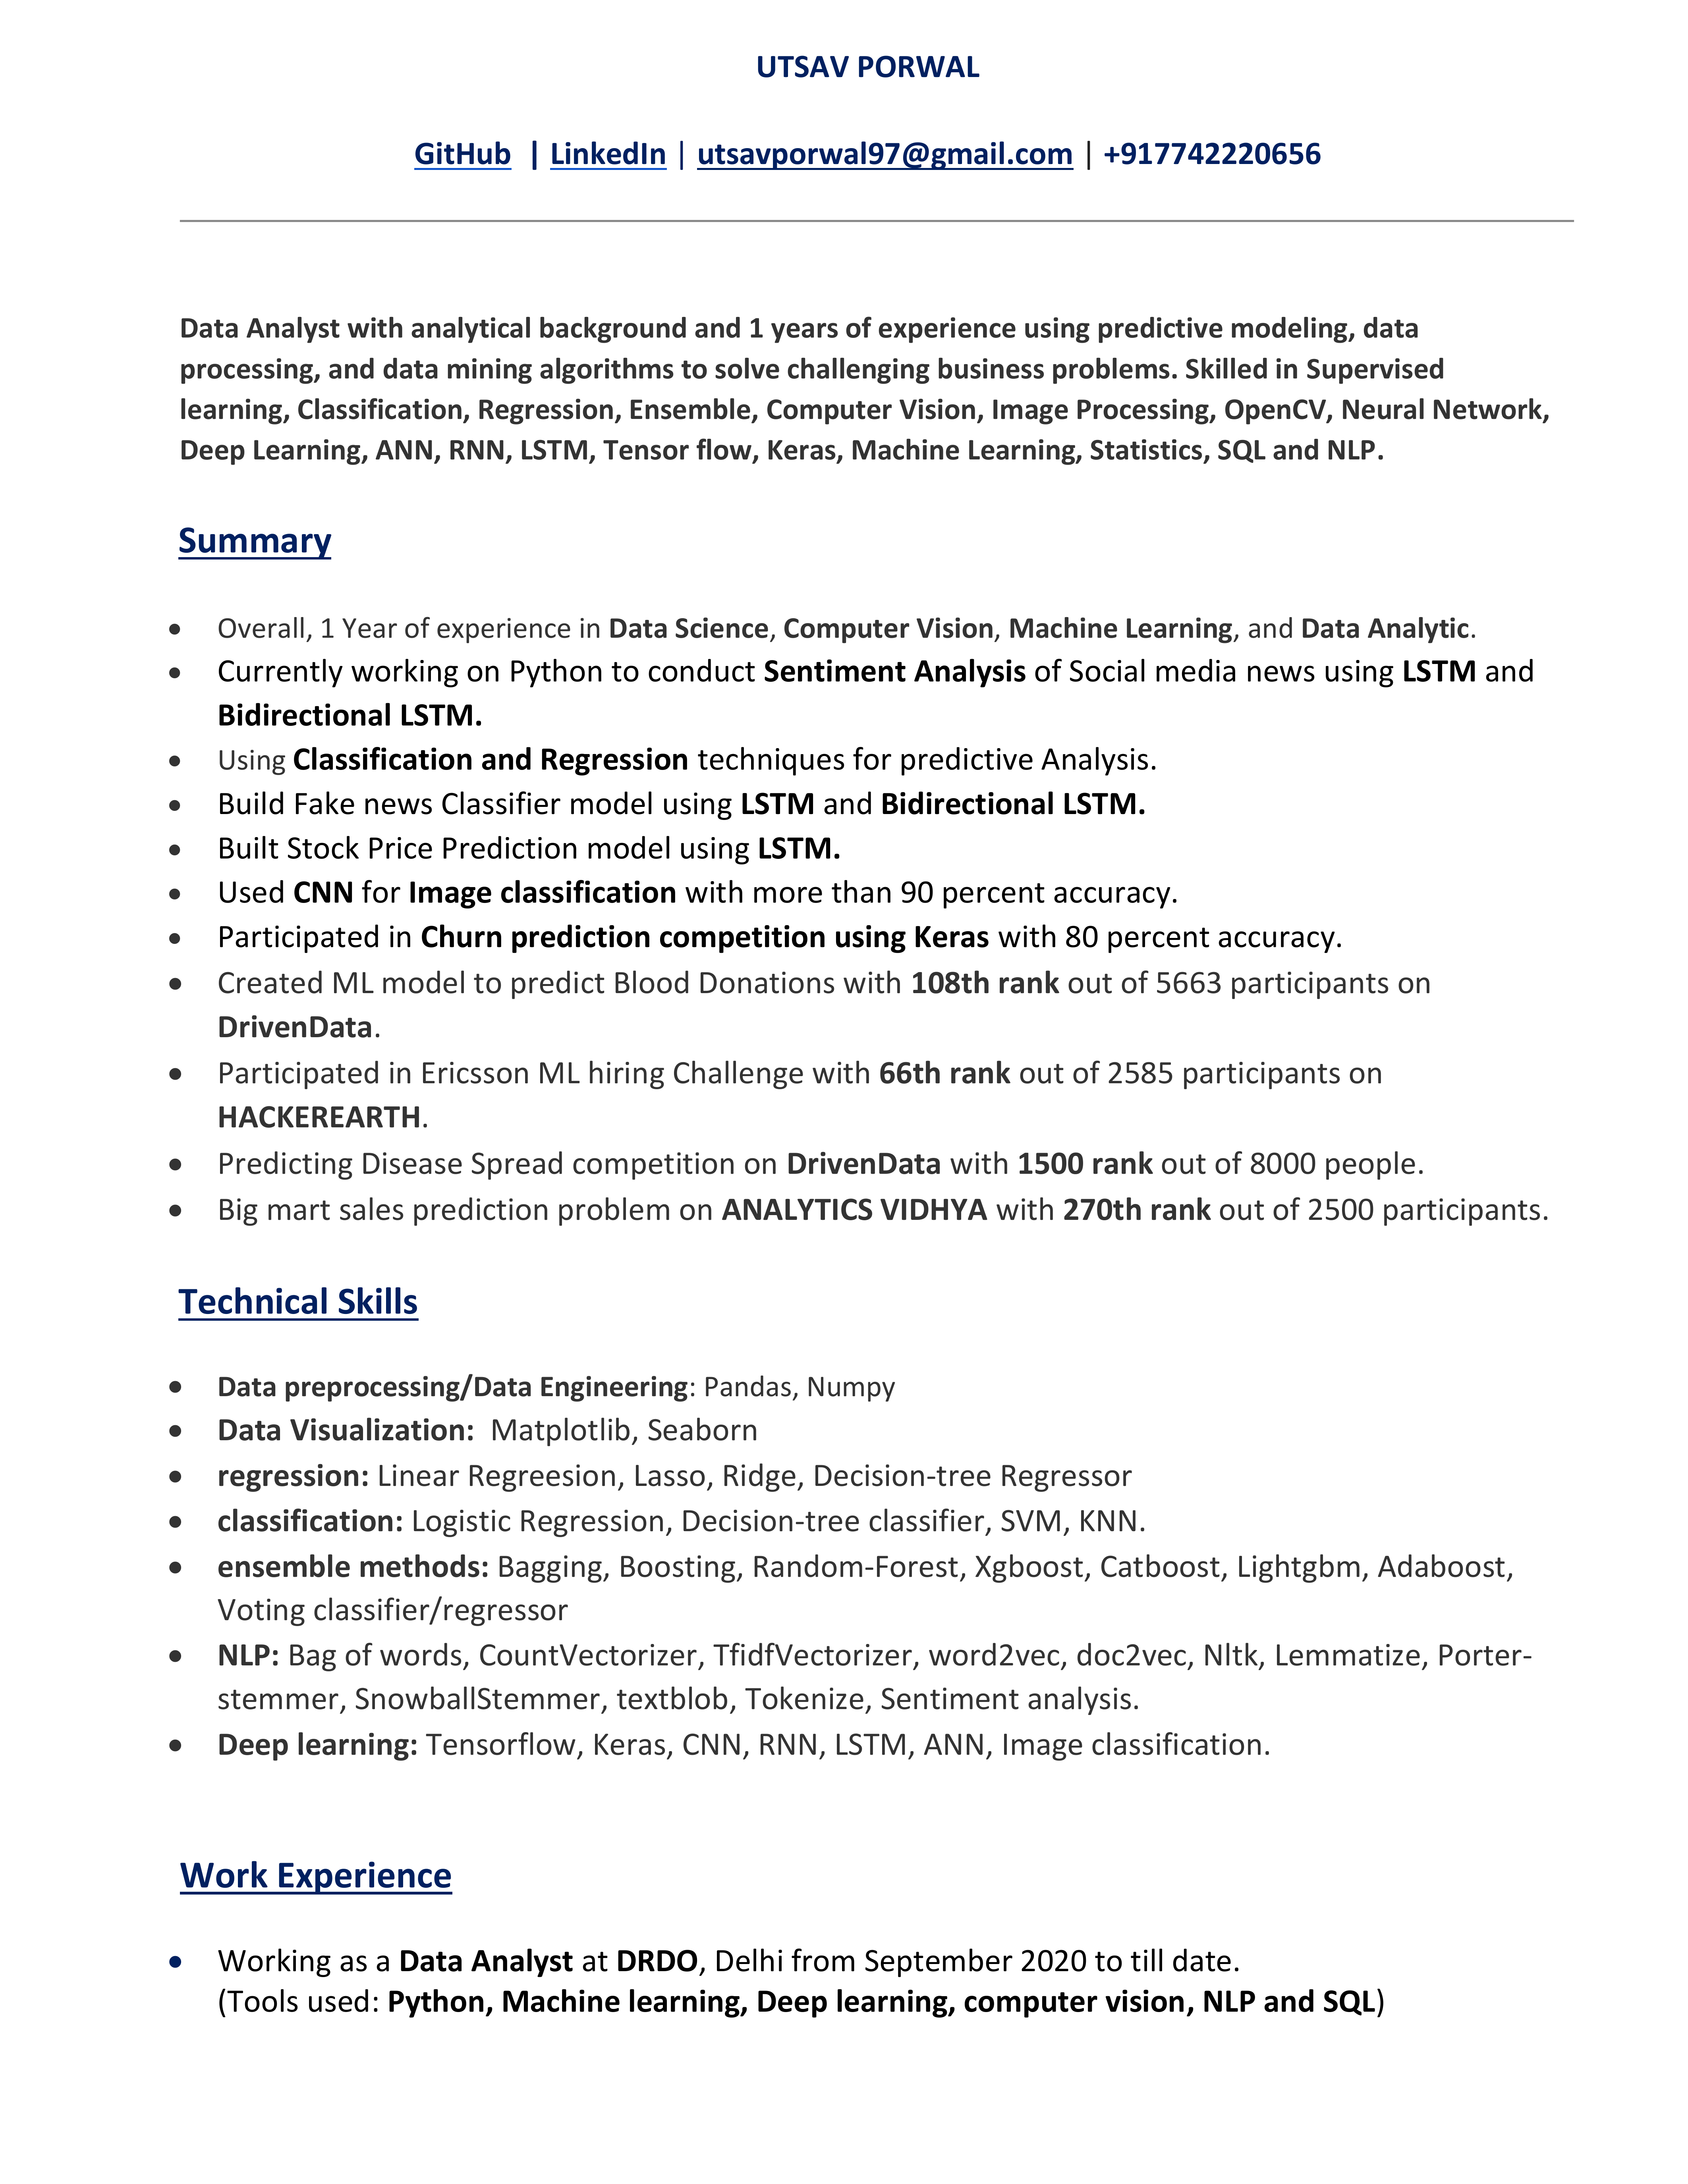 UTSAV PORWAL
GitHub | LinkedIn | utsavporwal97@gmail.com | +917742220656
Data Analyst with analytical background and 1 years of experience using predictive modeling, data
processing, and data mining algorithms to solve challenging business problems. Skilled in Supervised
learning, Classification, Regression, Ensemble, Computer Vision, Image Processing, OpenCV, Neural Network,
Deep Learning, ANN, RNN, LSTM, Tensor flow, Keras, Machine Learning, Statistics, SQL and NLP.
Summary
• Overall, 1 Year of experience in Data Science, Computer Vision, Machine Learning, and Data Analytic.
• Currently working on Python to conduct Sentiment Analysis of Social media news using LSTM and
Bidirectional LSTM.
• Using Classification and Regression techniques for predictive Analysis.
• Build Fake news Classifier model using LSTM and Bidirectional LSTM.
• Built Stock Price Prediction model using LSTM.
• Used CNN for Image classification with more than 90 percent accuracy.
• Participated in Churn prediction competition using Keras with 80 percent accuracy.
• Created ML model to predict Blood Donations with 108th rank out of 5663 participants on
DrivenData.
• Participated in Ericsson ML hiring Challenge with 66th rank out of 2585 participants on
HACKEREARTH.
• Predicting Disease Spread competition on DrivenData with 1500 rank out of 8000 people.
• Big mart sales prediction problem on ANALYTICS VIDHYA with 270th rank out of 2500 participants.
Technical Skills
• Data preprocessing/Data Engineering: Pandas, Numpy
• Data Visualization: Matplotlib, Seaborn
• regression: Linear Regreesion, Lasso, Ridge, Decision-tree Regressor
• classification: Logistic Regression, Decision-tree classifier, SVM, KNN.
• ensemble methods: Bagging, Boosting, Random-Forest, Xgboost, Catboost, Lightgbm, Adaboost,
Voting classifier/regressor
• NLP: Bag of words, CountVectorizer, TfidfVectorizer, word2vec, doc2vec, Nltk, Lemmatize, Porter-
stemmer, SnowballStemmer, textblob, Tokenize, Sentiment analysis.
• Deep learning: Tensorflow, Keras, CNN, RNN, LSTM, ANN, Image classification.
Work Experience
• Working as a Data Analyst at DRDO, Delhi from September 2020 to till date.
(Tools used: Python, Machine learning, Deep learning, computer vision, NLP and SQL)